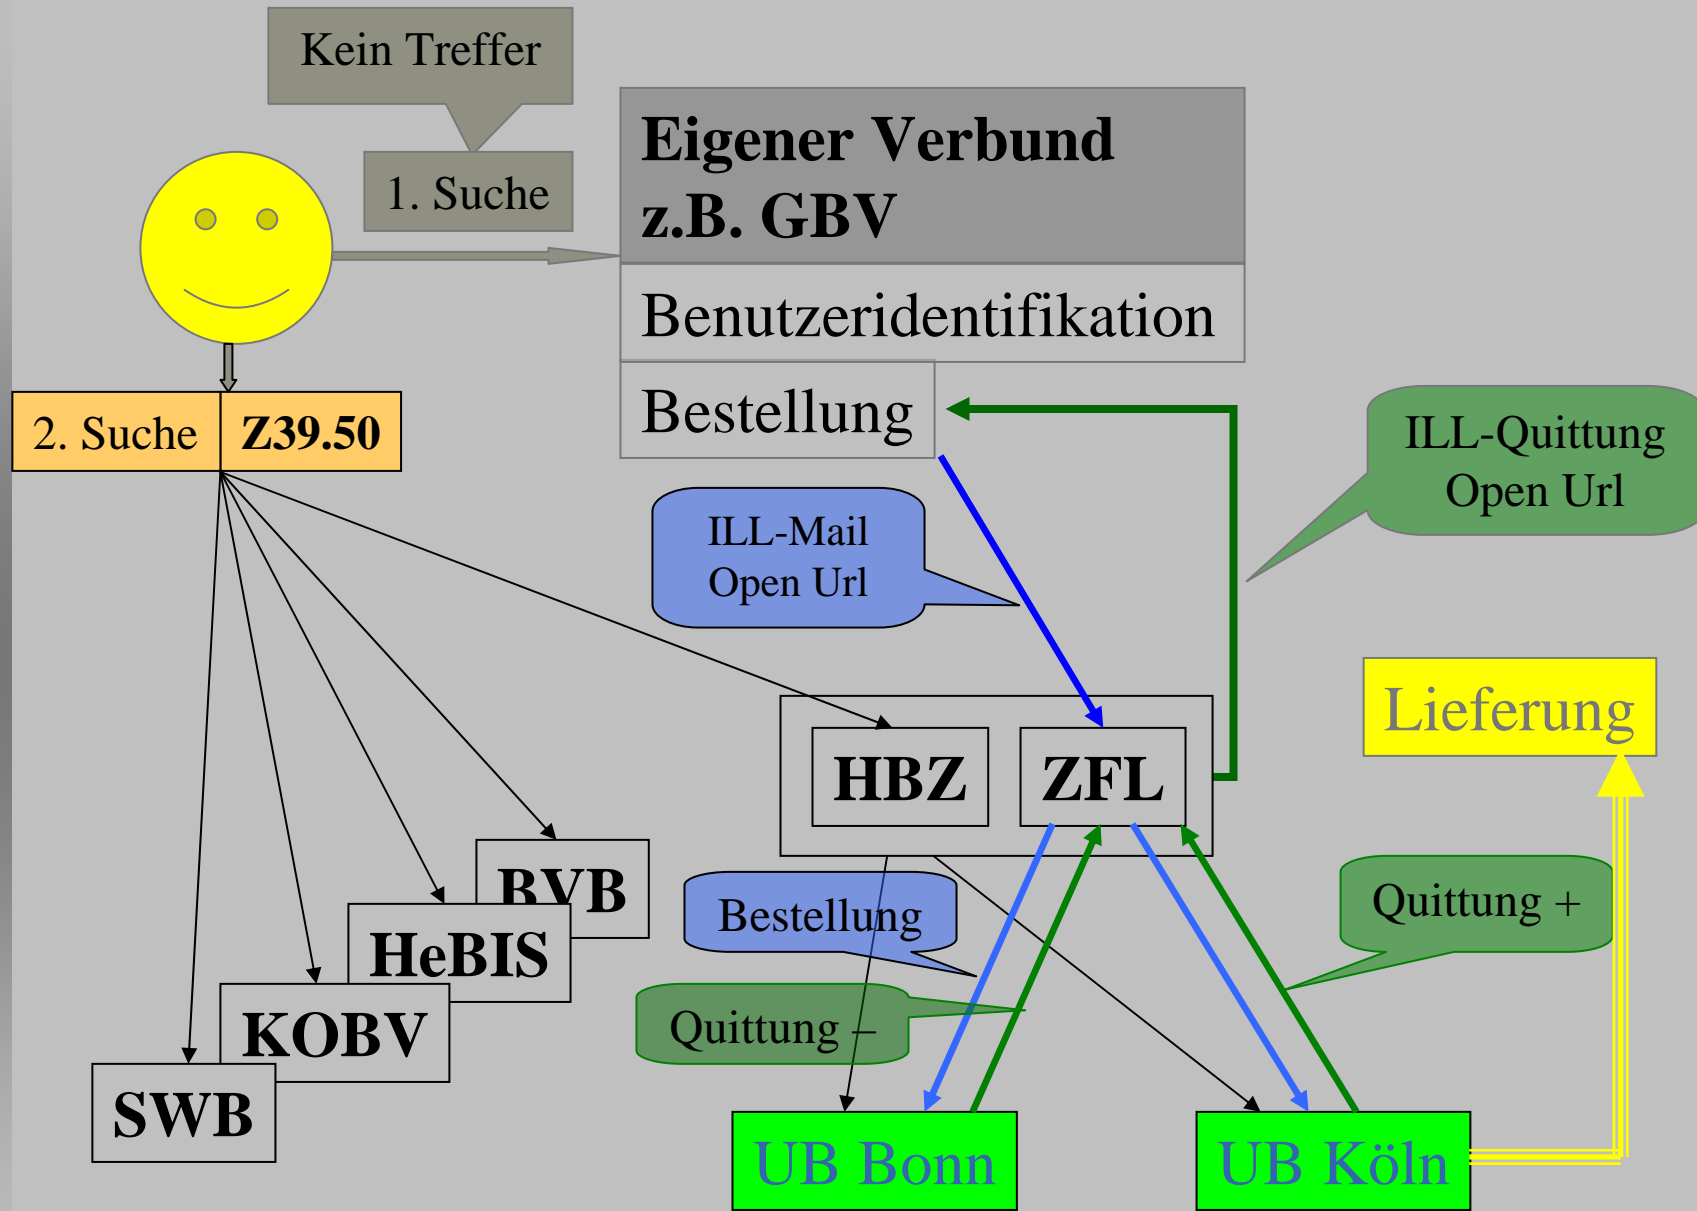 Kein Treffer
1. Suche
Eigener Verbund
z.B. GBV
Benutzeridentifikation
Bestellung
2. Suche
Z39.50
ILL-Quittung
Open Url
ILL-Mail
Open Url
Lieferung
HBZ
ZFL
BVB
HeBIS
KOBV
SWB
Bestellung
Quittung –
Quittung +
UB Bonn
UB Köln